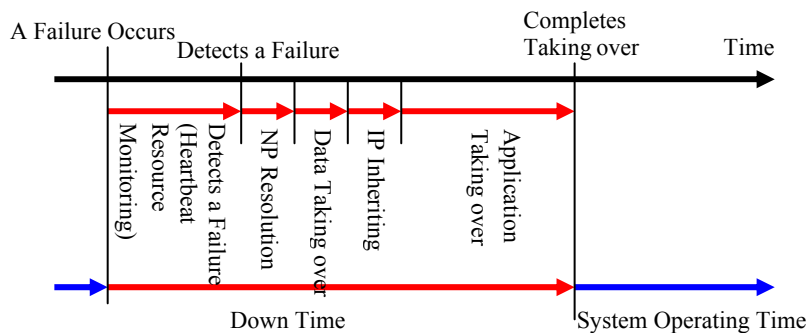 A Failure Occurs
Detects a Failure
Completes
Taking over
Time
Detects a Failure
(Heartbeat
Resource
Monitoring)
NP Resolution
Data Taking over
IP Inheriting
Application
Taking over
Down Time
System Operating Time